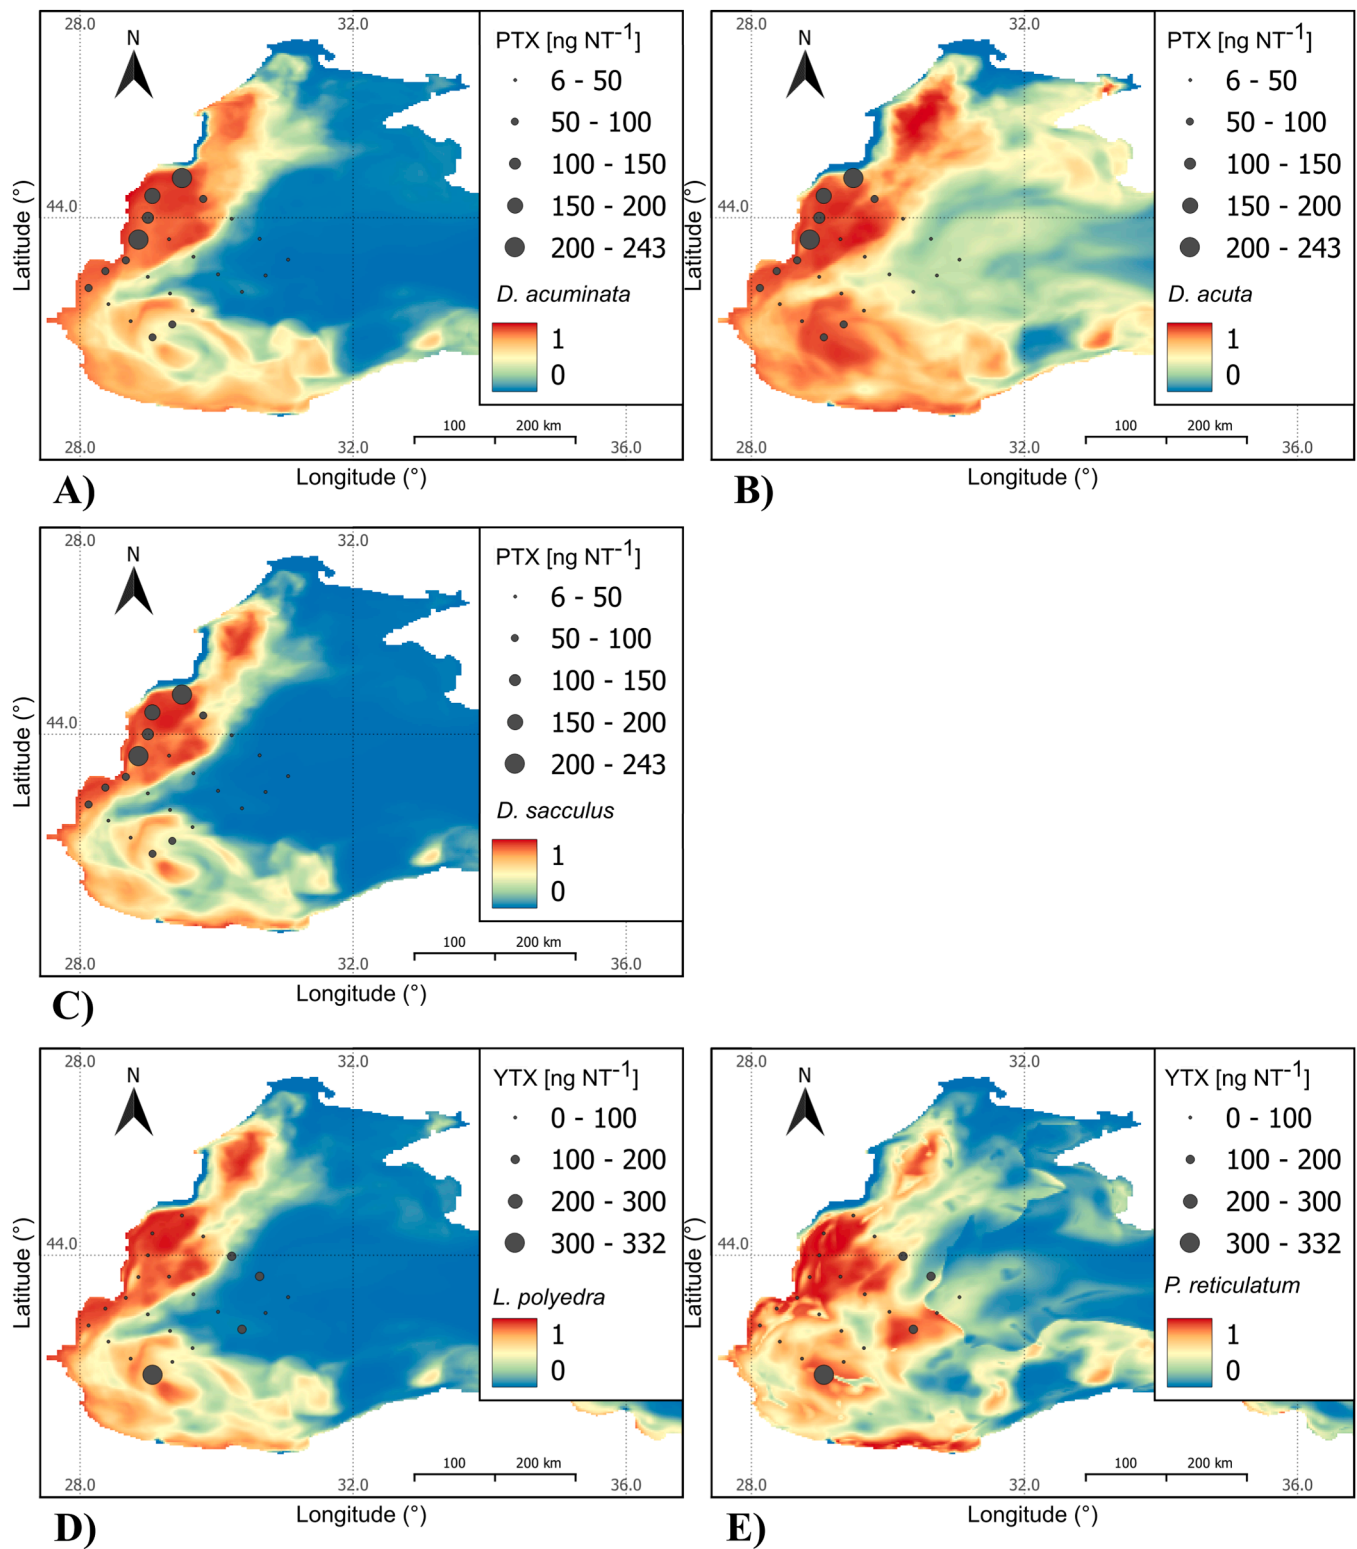 28.0
32.0
N
PTX [ng NT-1]
6 - 50
50 - 100
100 - 150
150 - 200
200 - 243
D. acuminata
1
0
44.0
Latitude (°)
100
200 km
28.0
32.0
36.0
Longitude (°)
A)
28.0
32.0
N
PTX [ng NT-1]
6 - 50
50 - 100
100 - 150
150 - 200
200 - 243
D. acuta
1
0
44.0
Latitude (°)
100
200 km
28.0
32.0
36.0
Longitude (°)
B)
28.0
32.0
N
PTX [ng NT-1]
6 - 50
50 - 100
100 - 150
150 - 200
200 - 243
D. sacculus
1
0
44.0
Latitude (°)
100
200 km
28.0
32.0
36.0
Longitude (°)
C)
28.0
32.0
N
YTX [ng NT-1]
0 - 100
100 - 200
200 - 300
300 - 332
L. polyedra
1
0
44.0
Latitude (°)
100
200 km
28.0
32.0
36.0
Longitude (°)
D)
28.0
32.0
N
YTX [ng NT-1]
0 - 100
100 - 200
200 - 300
300 - 332
P. reticulatum
1
0
44.0
Latitude (°)
100
200 km
28.0
32.0
36.0
Longitude (°)
E)